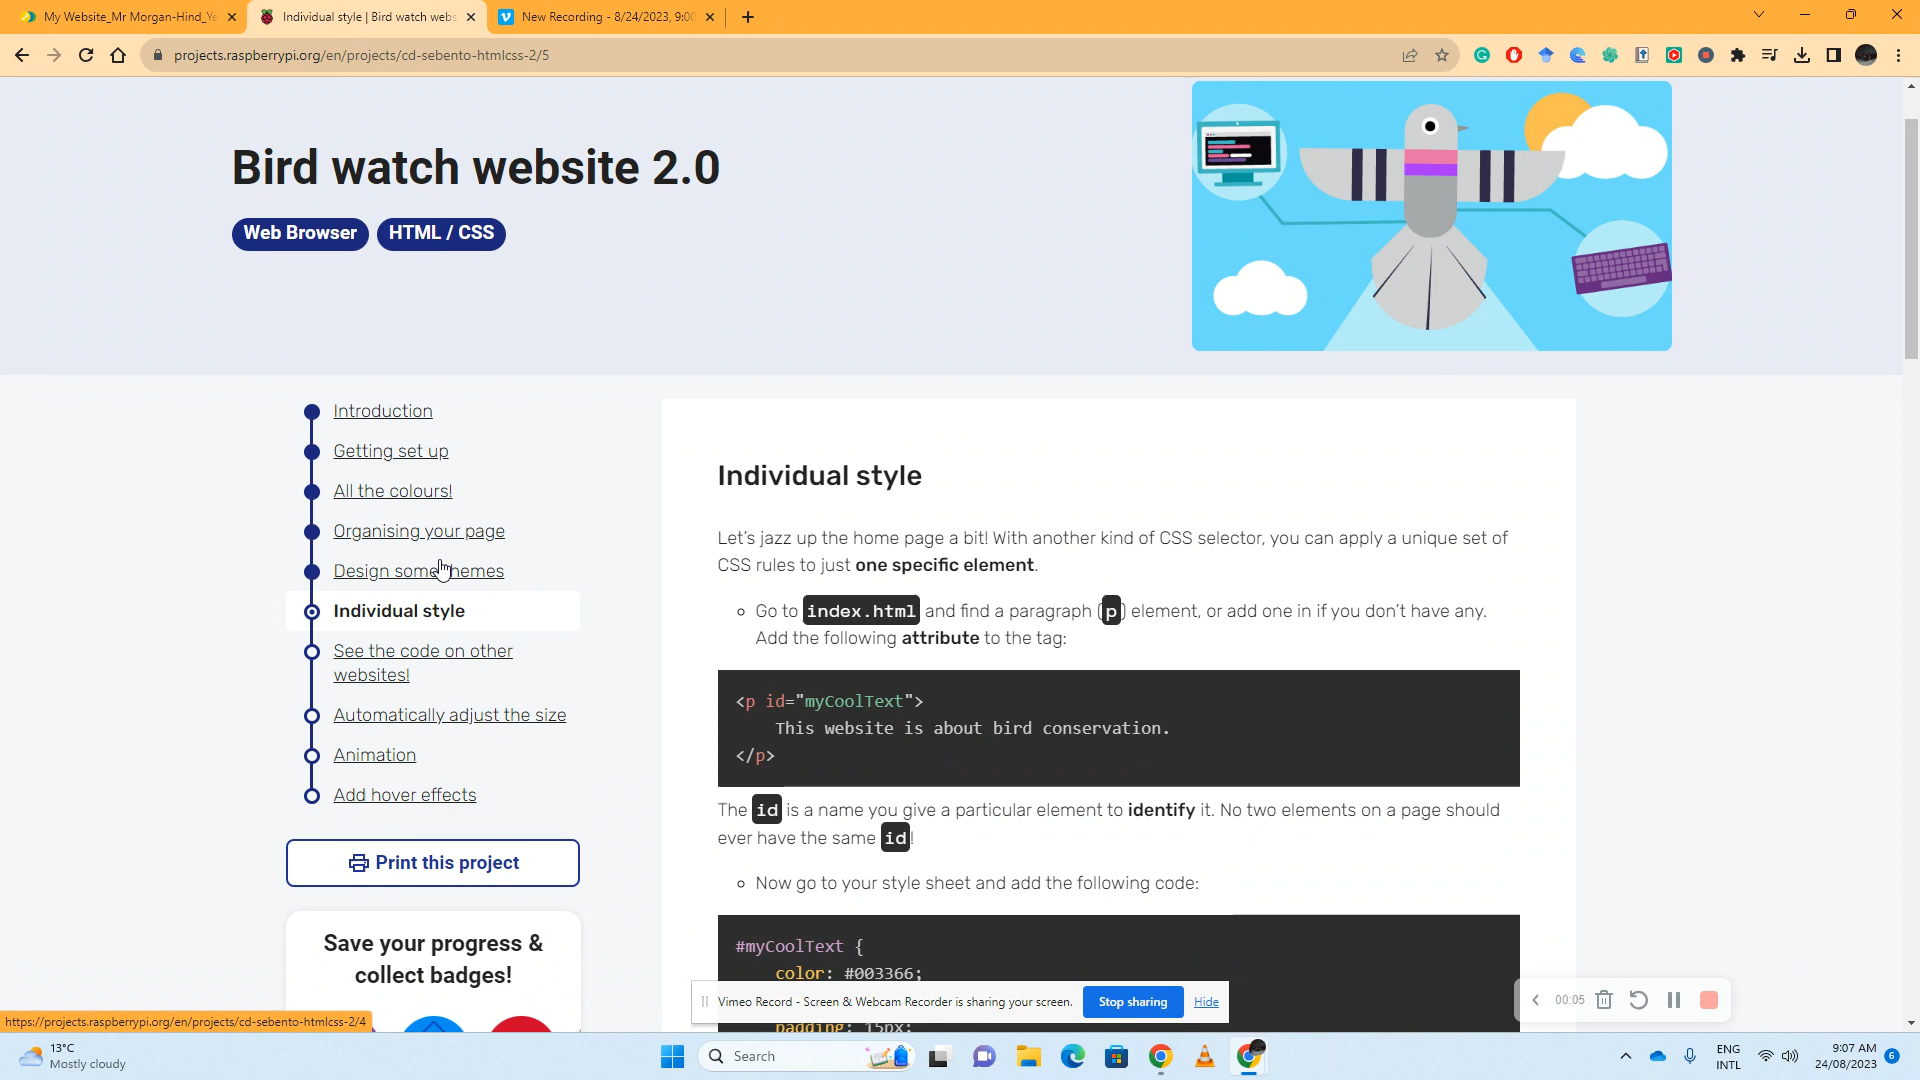 My Website_Mr Morgan-Hind_Ye
Individual style | Bird watch webs
New Recording - 8/24/2023, 9:00
projects.raspberrypi.org/en/projects/cd-sebento-htmlcss-2/5
Bird watch website 2.0
Web Browser
HTML / CSS
Introduction
Getting set up
All the colours!
Organising your page
Design some themes
Individual style
See the code on other
websites!
Automatically adjust the size
Animation
Add hover effects
Print this project
Save your progress &
collect badges!
Individual style
Let's jazz up the home page a bit! With another kind of CSS selector, you can apply a unique set of
CSS rules to just one specific element.
Go to index.html and find a paragraph (p) element, or add one in if you don't have any.
Add the following attribute to the tag:
<p id="myCoolText">
This website is about bird conservation.
</p>
The id is a name you give a particular element to identify it. No two elements on a page should
ever have the same id!
Now go to your style sheet and add the following code:
#myCoolText {
color: #003366;
padding: 15px;
Vimeo Record - Screen & Webcam Recorder is sharing your screen.
Stop sharing
Hide
00:05
https://projects.raspberrypi.org/en/projects/cd-sebento-htmlcss-2/4
13°C
Mostly cloudy
Search
ENG
INTL
9:07 AM
24/08/2023
6